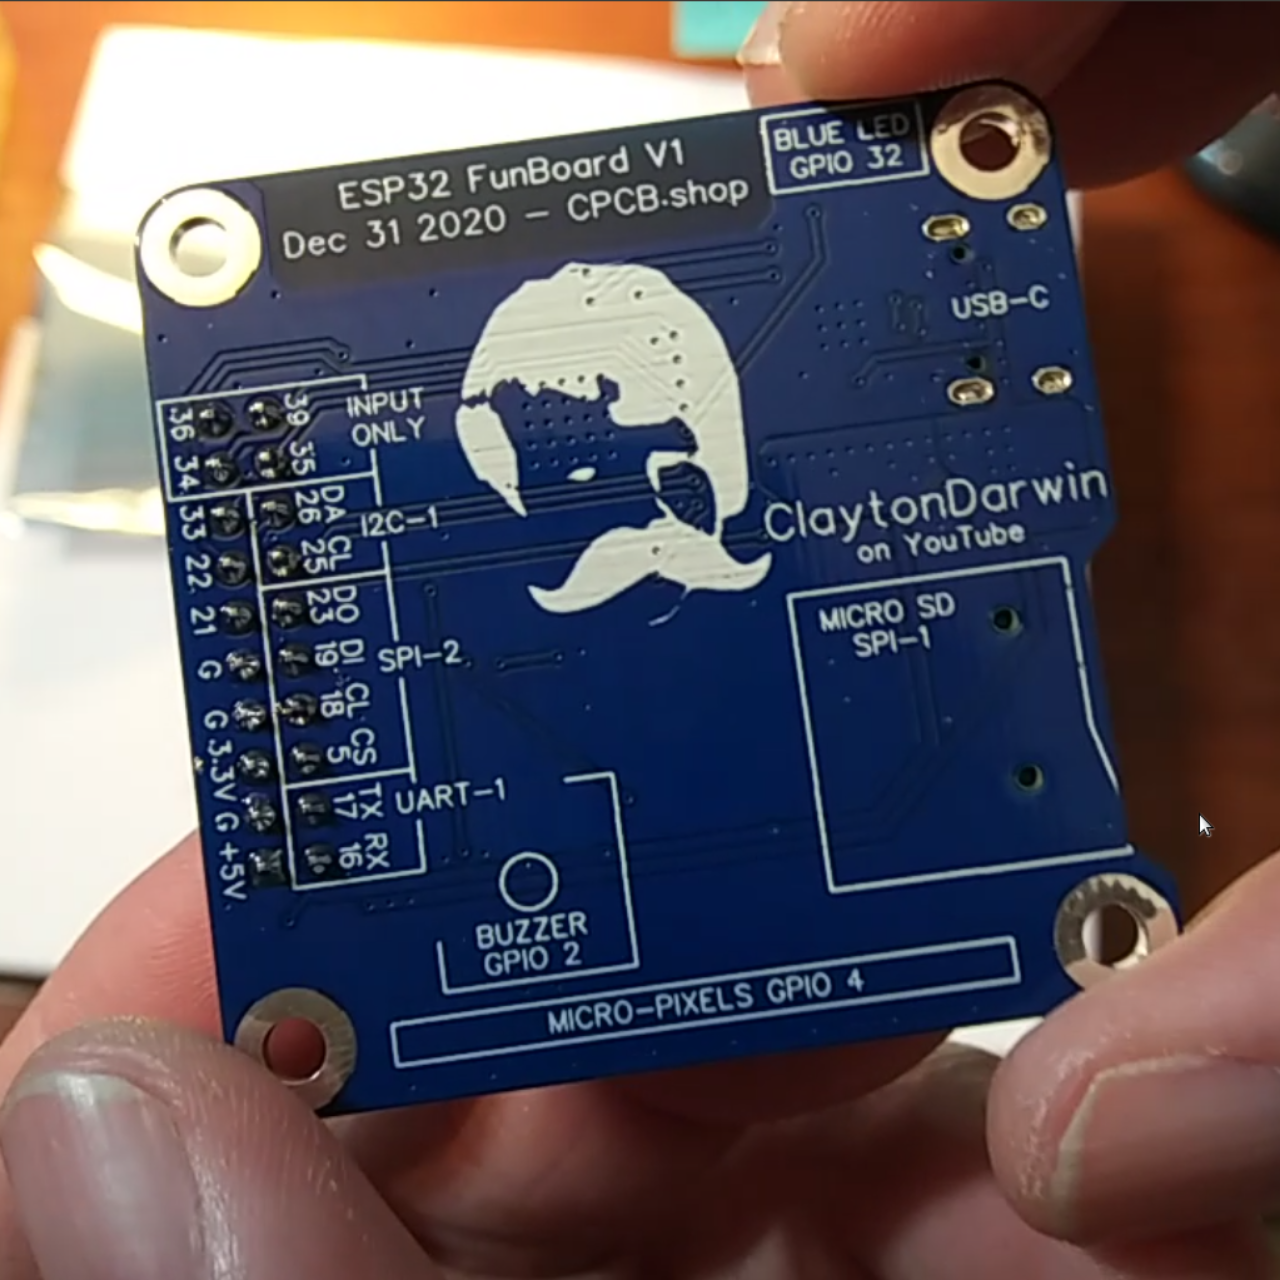 BLUE LED
GPIO 32
ESP32 FunBoard V1
Dec 31 2020 - CPCB.shop
USB-C
36 39
INPUT
ONLY
34 35
33 26 DA
I2C-1
22 25 CL
21 23 DO
G 19 DI
SPI-2
G 18 CL
3.3V 5 CS
G 17 TX
UART-1
+5V 16 RX
ClaytonDarwin
on YouTube
MICRO SD
SPI-1
BUZZER
GPIO 2
MICRO-PIXELS GPIO 4